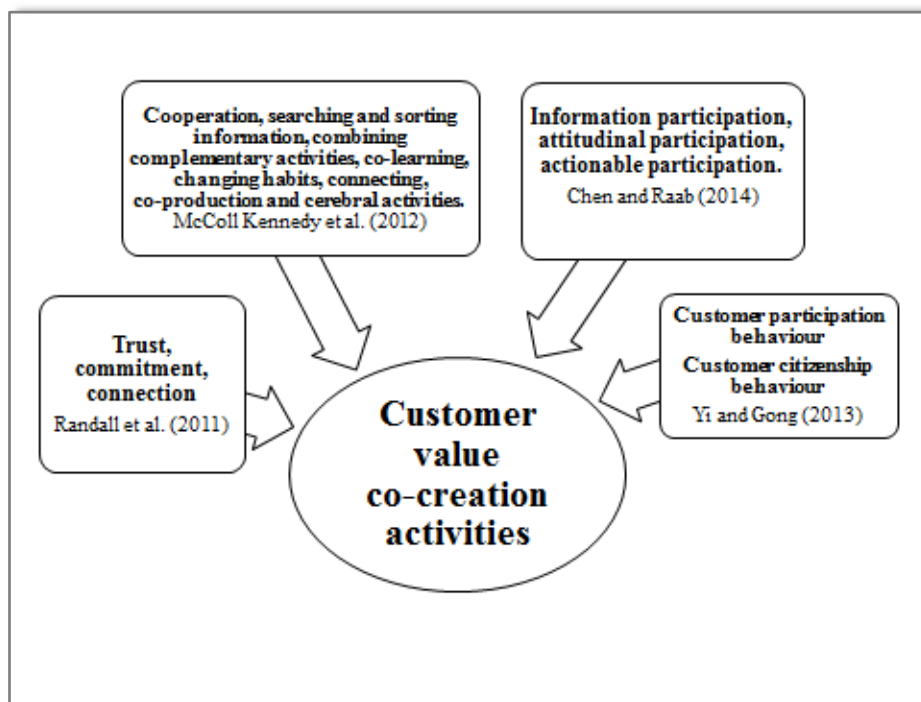 Cooperation, searching and sorting
information, combining
complementary activities, co-learning,
changing habits, connecting,
co-production and cerebral activities.
McColl Kennedy et al. (2012)
Information participation,
attitudinal participation,
actionable participation.
Chen and Raab (2014)
Trust,
commitment,
connection
Randall et al. (2011)
Customer participation
behaviour
Customer citizenship
behaviour
Yi and Gong (2013)
Customer
value
co-creation
activities